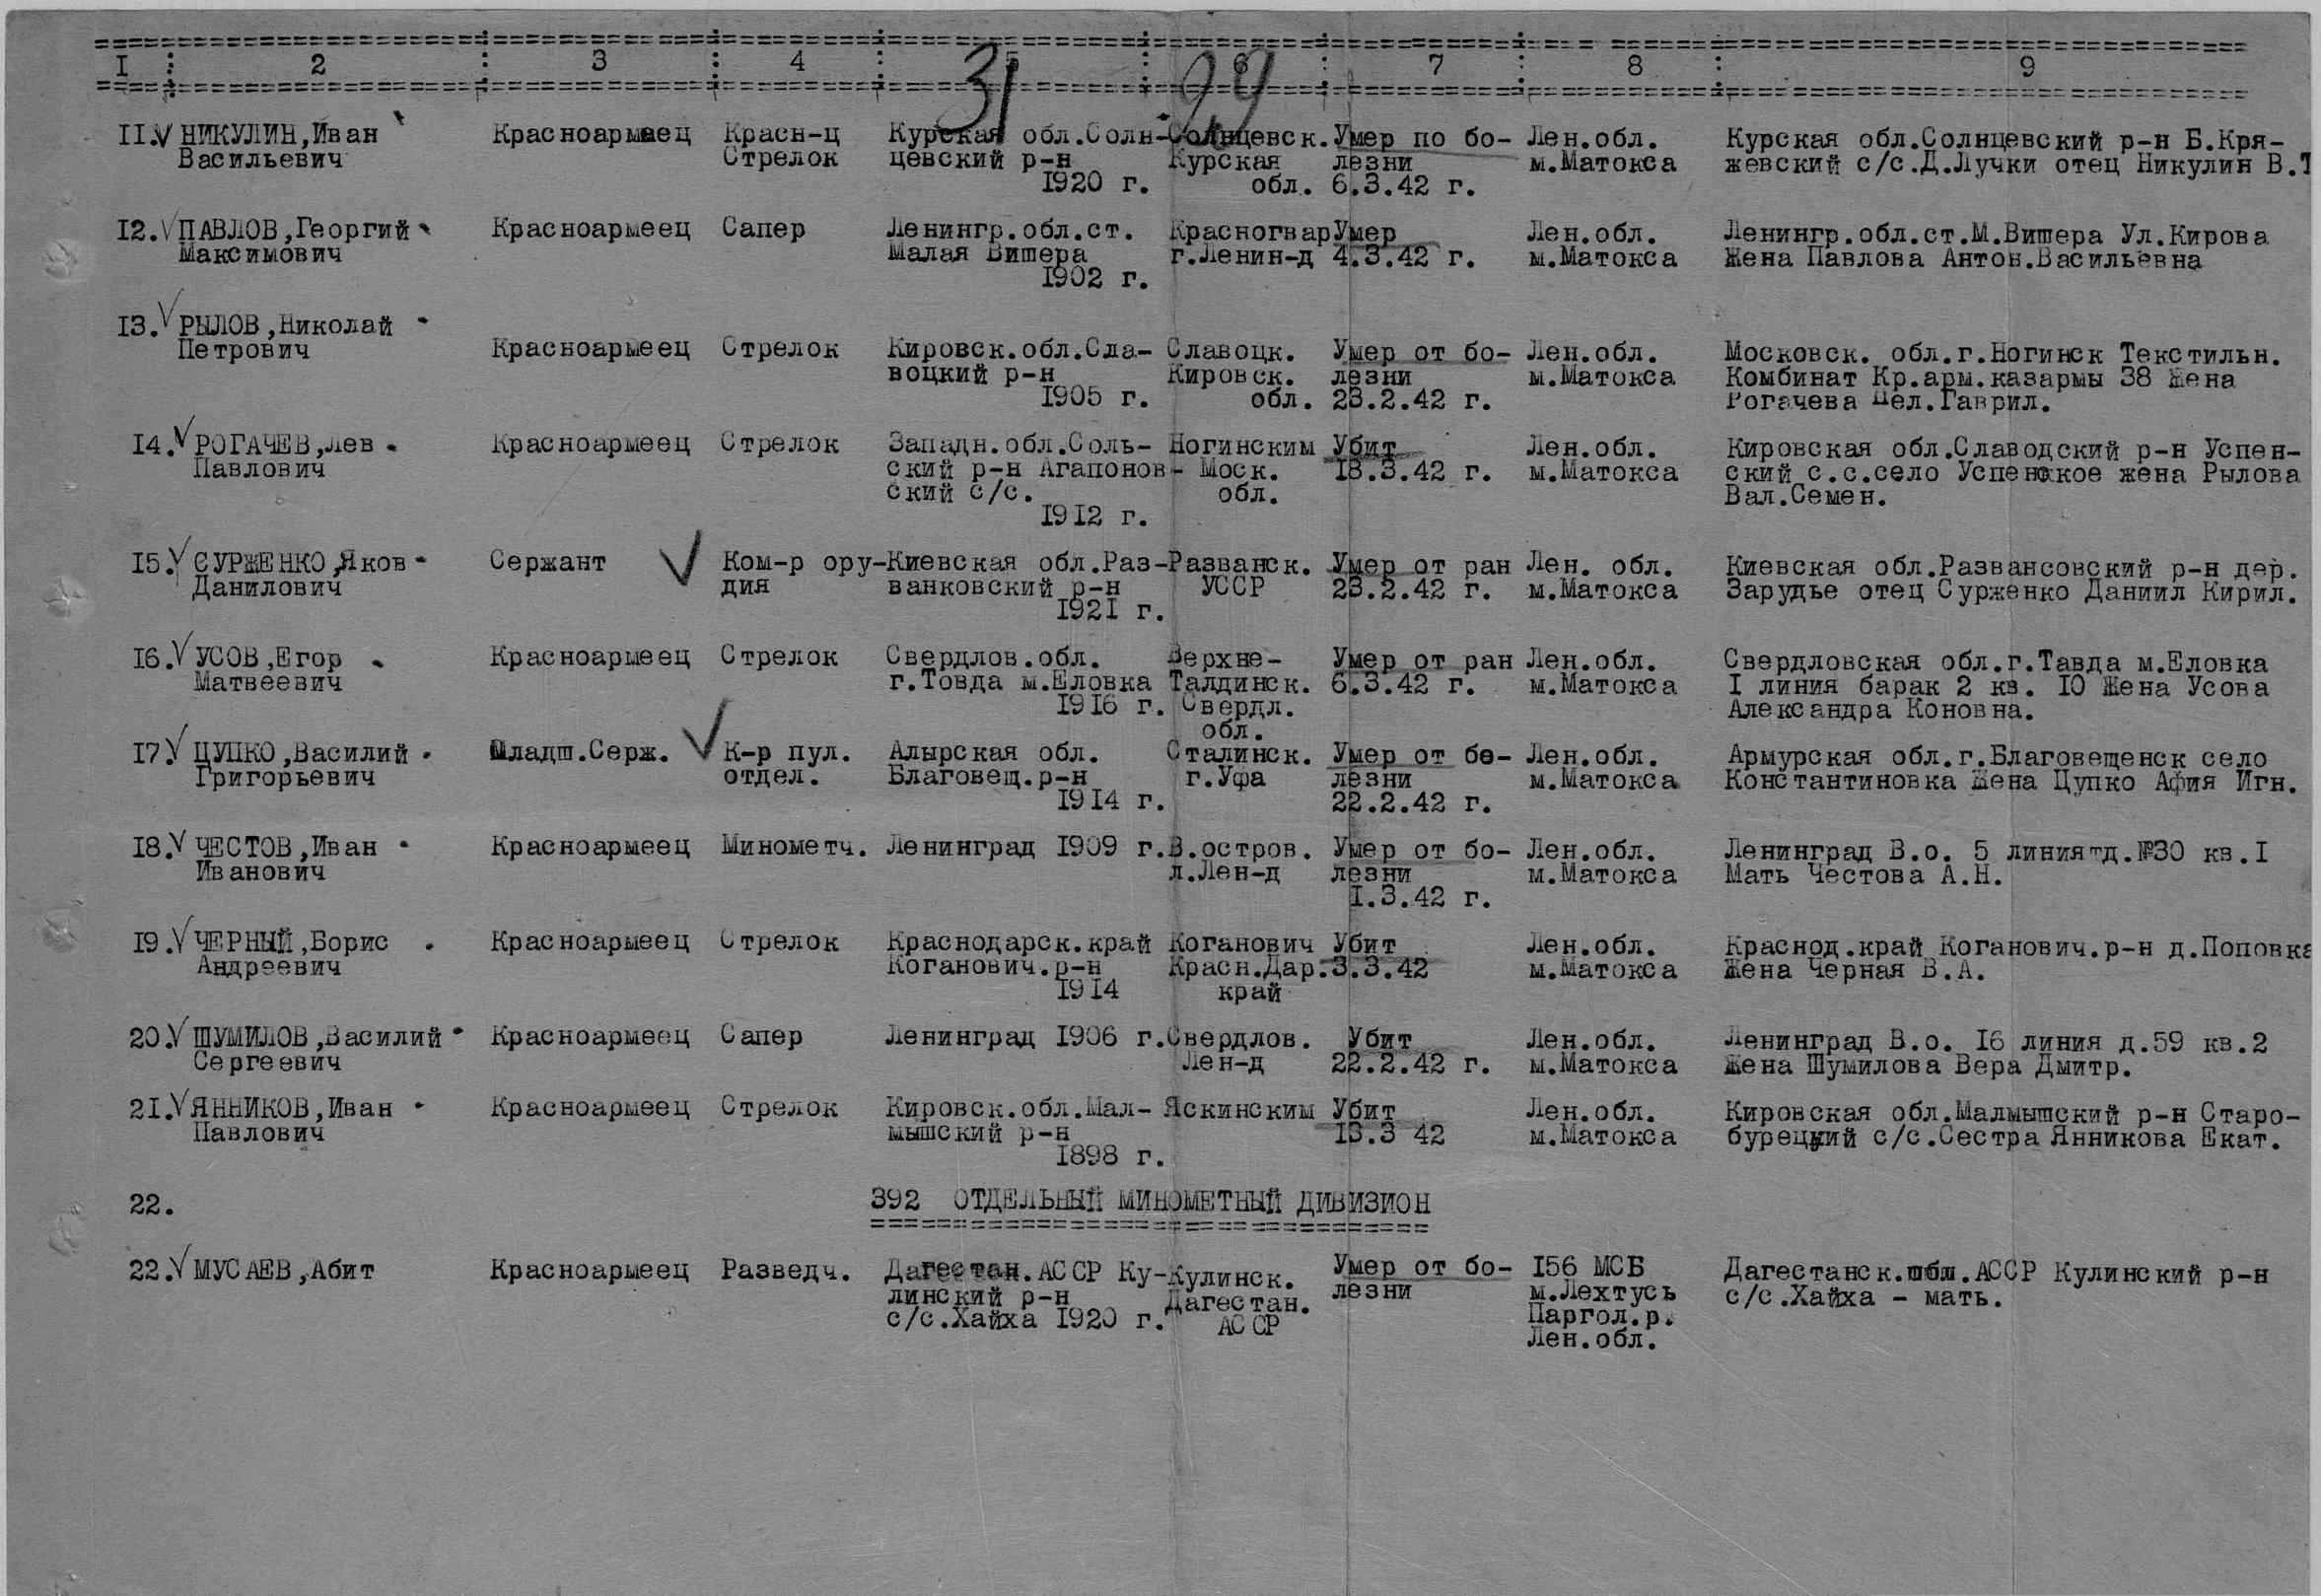 I 2 3 4 5 6 7 8 9
31 29
II. НИКУЛИН,Иван Красноармаец Красн-ц Курская обл.Солн- Солнцевск. Умер по бо- Лен.обл. Курская обл.Солнцевский р-н Б.Кря-
Васильевич Стрелок цевский р-н Курская лезни м.Матокса жевский с/с.Д.Лучки отец Никулин В.
I920 г. обл. 6.3.42 г.
I2. ПАВЛОВ,Георгий Красноармеец Сапер Ленингр.обл.ст. Красногвар Умер Лен.обл. Ленингр.обл.ст.М.Вишера Ул.Кирова
Максимович Малая Вишера г.Ленин-д 4.3.42 г. м.Матокса Жена Павлова Антон.Васильевна
I902 г.
I3. РЫЛОВ,Николай
Петрович Красноармеец Стрелок Кировск.обл.Сла- Славоцк. Умер от бо- Лен.обл. Московск. обл.г.Ногинск Текстильн.
воцкий р-н Кировск. лезни м.Матокса Комбинат Кр.арм.казармы 38 Жена
I905 г. обл. 23.2.42 г. Рогачева Пел.Гаврил.
I4. РОГАЧЕВ,Лев Красноармеец Стрелок Западн.обл.Соль- Ногинским Убит Лен.обл. Кировская обл.Славодский р-н Успен-
Павлович ский р-н Агапонов- Моск. I3.3.42 г. м.Матокса ский с.с.село Успенское жена Рылова
ский с/с. обл. Вал.Семен.
I9I2 г.
I5. СУРЖЕНКО,Яков Сержант Ком-р ору- Киевская обл.Раз- Разванск. Умер от ран Лен. обл. Киевская обл.Развансовский р-н дер.
Данилович дия ванковский р-н УССР 23.2.42 г. м.Матокса Зарудье отец Сурженко Даниил Кирил.
I92I г.
I6. УСОВ,Егор Красноармеец Стрелок Свердлов.обл. Верхне- Умер от ран Лен.обл. Свердловская обл.г.Тавда м.Еловка
Матвеевич г.Товда м.Еловка Талдинск. 6.3.42 г. м.Матокса I линия барак 2 кв. IO Жена Усова
I9I6 г. Свердл. Александра Коновна.
обл.
I7. ЦУПКО,Василий Младш.Серж. К-р пул. Алырская обл. Сталинск. Умер от бо- Лен.обл. Армурская обл.г.Благовещенск село
Григорьевич отдел. Благовещ.р-н г.Уфа лезни м.Матокса Константиновка Жена Цупко Афия Игн.
I9I4 г. 22.2.42 г.
I8. ЧЕСТОВ,Иван Красноармеец Минометч. Ленинград I909 г. В.остров. Умер от бо- Лен.обл. Ленинград В.о. 5 линия д.№30 кв.I
Иванович л.Лен-д лезни м.Матокса Мать Честова А.Н.
I.3.42 г.
I9. ЧЕРНЫЙ,Борис Красноармеец Стрелок Краснодарск.край Коганович Убит Лен.обл. Краснод.край Коганович.р-н д.Поповка
Андреевич Коганович.р-н Красн.Дар. 3.3.42 м.Матокса Жена Черная В.А.
I9I4 край
20. ШУМИЛОВ,Василий Красноармеец Сапер Ленинград I906 г. Свердлов. Убит Лен.обл. Ленинград В.о. I6 линия д.59 кв.2
Сергеевич Лен-д 22.2.42 г. м.Матокса Жена Шумилова Вера Дмитр.
2I. ЯННИКОВ,Иван Красноармеец Стрелок Кировск.обл.Мал- Яскинским Убит Лен.обл. Кировская обл.Малмышский р-н Старо-
Павлович мышский р-н I3.3 42 м.Матокса бурецкий с/с.Сестра Янникова Екат.
I898 г.
22. 392 ОТДЕЛЬНЫЙ МИНОМЕТНЫЙ ДИВИЗИОН
22. МУСАЕВ,Абит Красноармеец Разведч. Дагестан.АССР Ку- Кулинск. Умер от бо- I56 МСБ Дагестанск.обл.АССР Кулинский р-н
линский р-н Дагестан. лезни м.Лехтусь с/с.Хайха - мать.
с/с.Хайха I920 г. АССР Паргол.р.
Лен.обл.